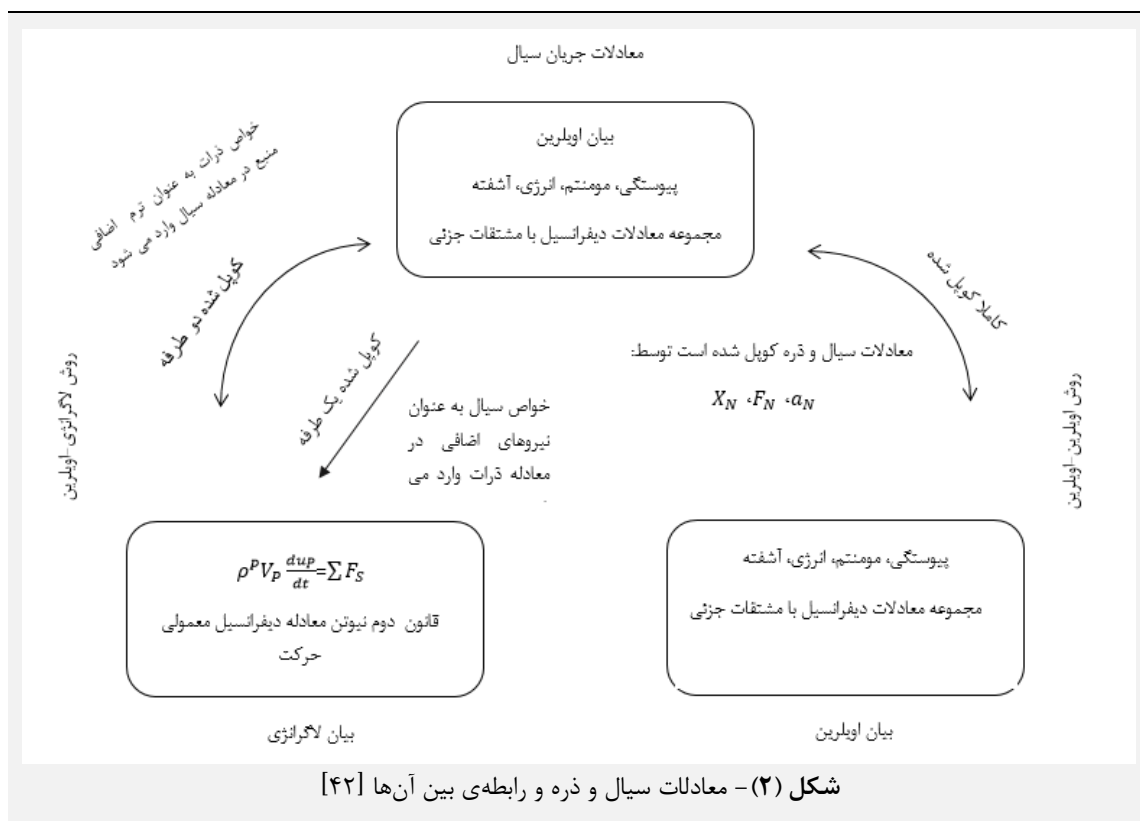 معادلات جریان سیال
بیان اویلرین
پیوستگی، مومنتم، انرژی، آشفته
مجموعه معادلات دیفرانسیل با مشتقات جزئی
خواص ذرات به عنوان ترم اضافی
منبع در معادله سیال وارد می شود
کوپل شده دو طرفه
کاملا کوپل شده
کوپل شده یک طرفه
معادلات سیال و ذره کوپل شده است توسط:
X_N ،F_N ،a_N
خواص سیال به عنوان
نیروهای اضافی در
معادله ذرات وارد می
روش لاگرانژی-اویلرین
روش اویلرین-اویلرین
ρ^P V_P du_P/dt=∑F_S
قانون دوم نیوتن معادله دیفرانسیل معمولی
حرکت
پیوستگی، مومنتم، انرژی، آشفته
مجموعه معادلات دیفرانسیل با مشتقات جزئی
بیان لاگرانژی
بیان اویلرین
شکل (۲)- معادلات سیال و ذره و رابطه‌ی بین آن‌ها [۴۲]